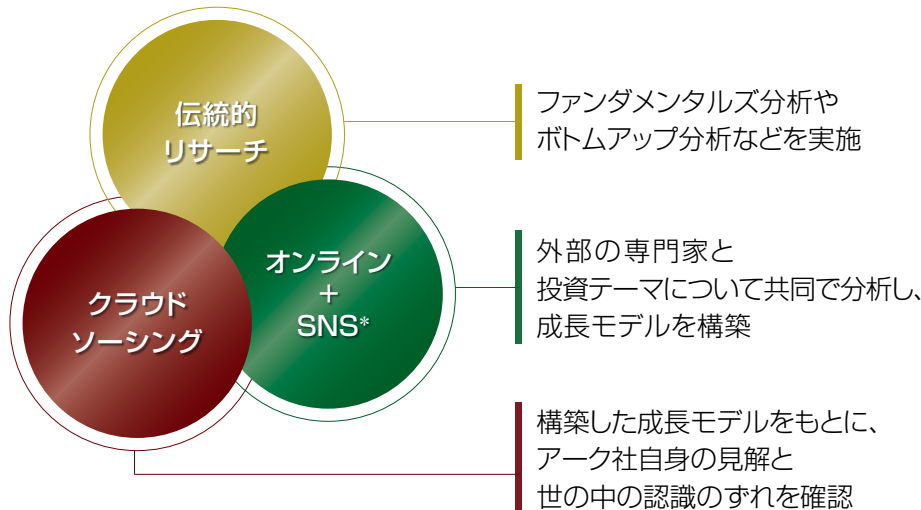 伝統的
リサーチ
ファンダメンタルズ分析や
ボトムアップ分析などを実施
オンライン
+
SNS*
外部の専門家と
投資テーマについて共同で分析し、
成長モデルを構築
クラウド
ソーシング
構築した成長モデルをもとに、
アーク社自身の見解と
世の中の認識のずれを確認